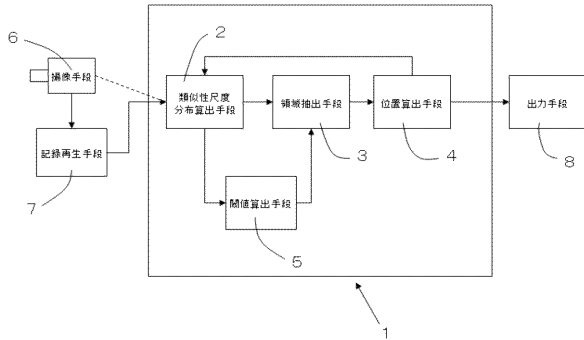 6
2
撮像手段
類似性尺度
分布算出手段
領域抽出手段
位置算出手段
出力手段
記録再生手段
3
4
8
7
閾値算出手段
5
1